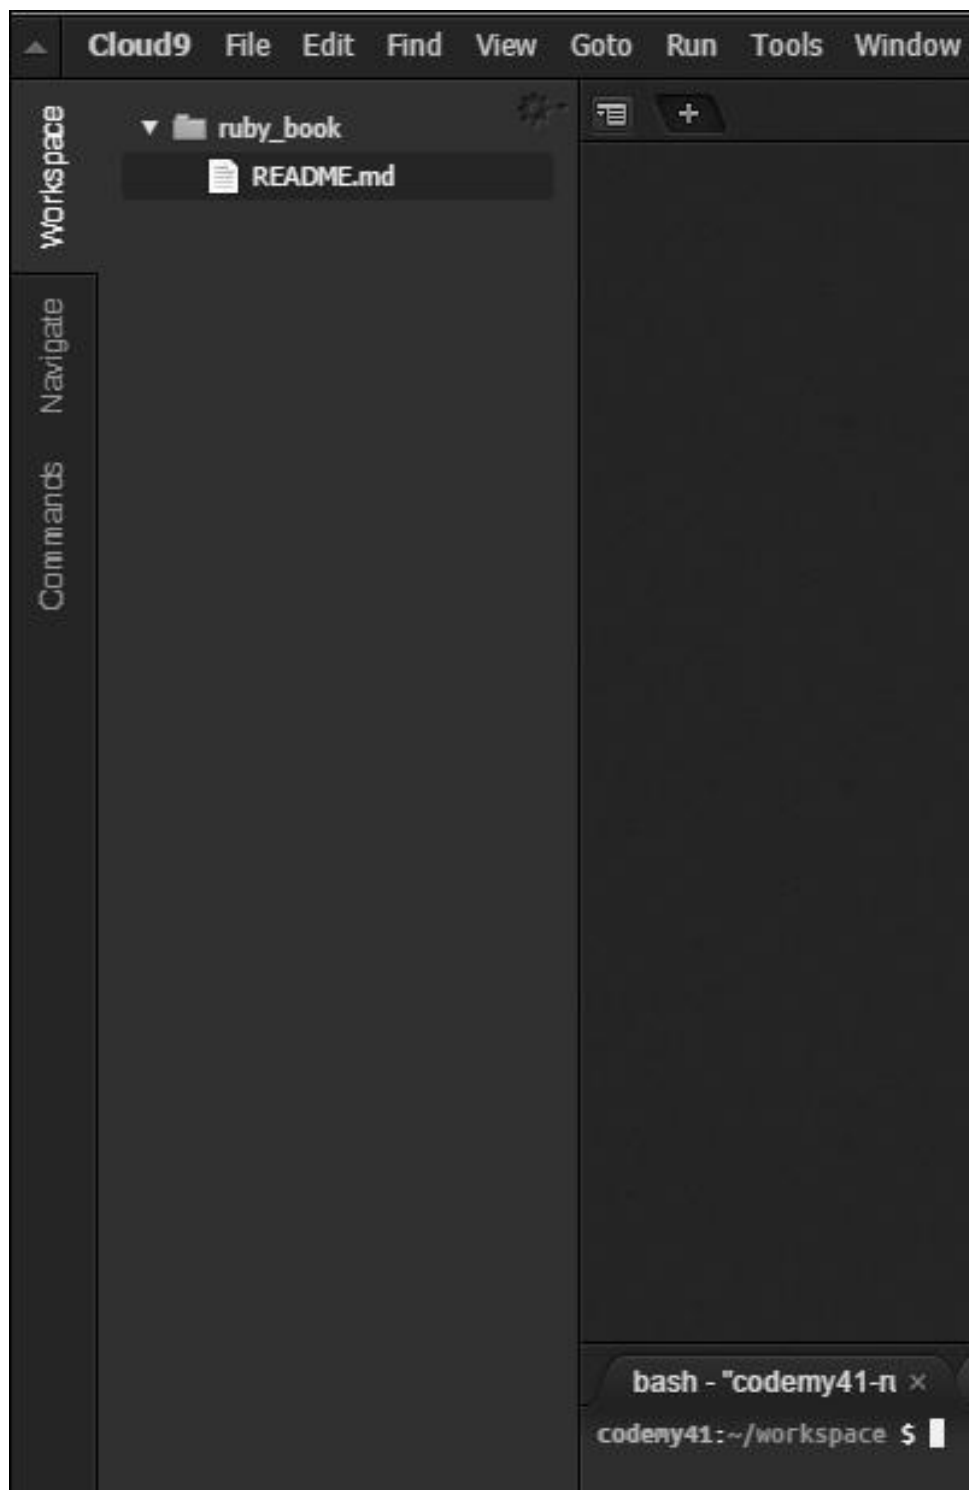 Cloud9 File Edit Find View Goto Run Tools Window
Workspace
Navigate
Commands
ruby_book
README.md
bash - "codemy41-ru
codemy41:~/workspace $